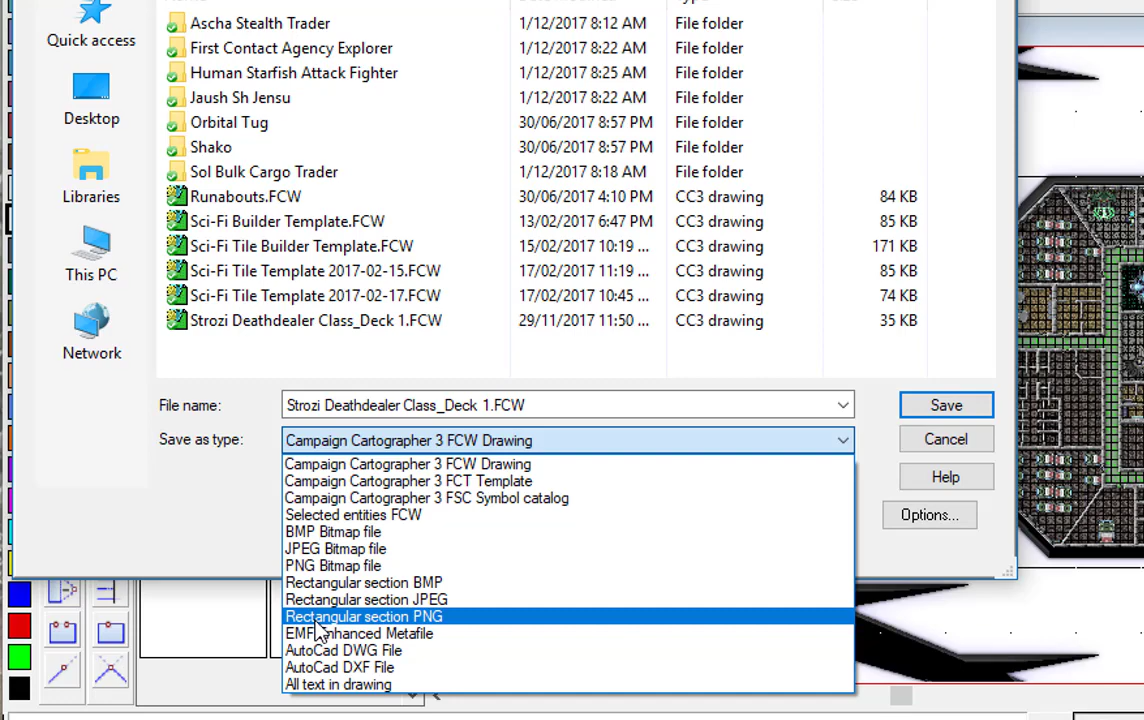 Quick access
Desktop
Libraries
This PC
Network
Ascha Stealth Trader 1/12/2017 8:12 AM File folder
First Contact Agency Explorer 1/12/2017 8:22 AM File folder
Human Starfish Attack Fighter 1/12/2017 8:25 AM File folder
Jaush Sh Jensu 1/12/2017 8:22 AM File folder
Orbital Tug 30/06/2017 8:57 PM File folder
Shako 30/06/2017 8:57 PM File folder
Sol Bulk Cargo Trader 1/12/2017 8:18 AM File folder
Runabouts.FCW 30/06/2017 4:10 PM CC3 drawing 84 KB
Sci-Fi Builder Template.FCW 13/02/2017 6:47 PM CC3 drawing 85 KB
Sci-Fi Tile Builder Template.FCW 15/02/2017 10:19 ... CC3 drawing 171 KB
Sci-Fi Tile Template 2017-02-15.FCW 17/02/2017 11:19 ... CC3 drawing 85 KB
Sci-Fi Tile Template 2017-02-17.FCW 17/02/2017 10:45 ... CC3 drawing 74 KB
Strozi Deathdealer Class_Deck 1.FCW 29/11/2017 11:50 ... CC3 drawing 35 KB
File name: Strozi Deathdealer Class_Deck 1.FCW Save
Save as type: Campaign Cartographer 3 FCW Drawing Cancel
Help
Options...
Campaign Cartographer 3 FCW Drawing
Campaign Cartographer 3 FCT Template
Campaign Cartographer 3 FSC Symbol catalog
Selected entities FCW
BMP Bitmap file
JPEG Bitmap file
PNG Bitmap file
Rectangular section BMP
Rectangular section JPEG
Rectangular section PNG
EMF Enhanced Metafile
AutoCad DWG File
AutoCad DXF File
All text in drawing